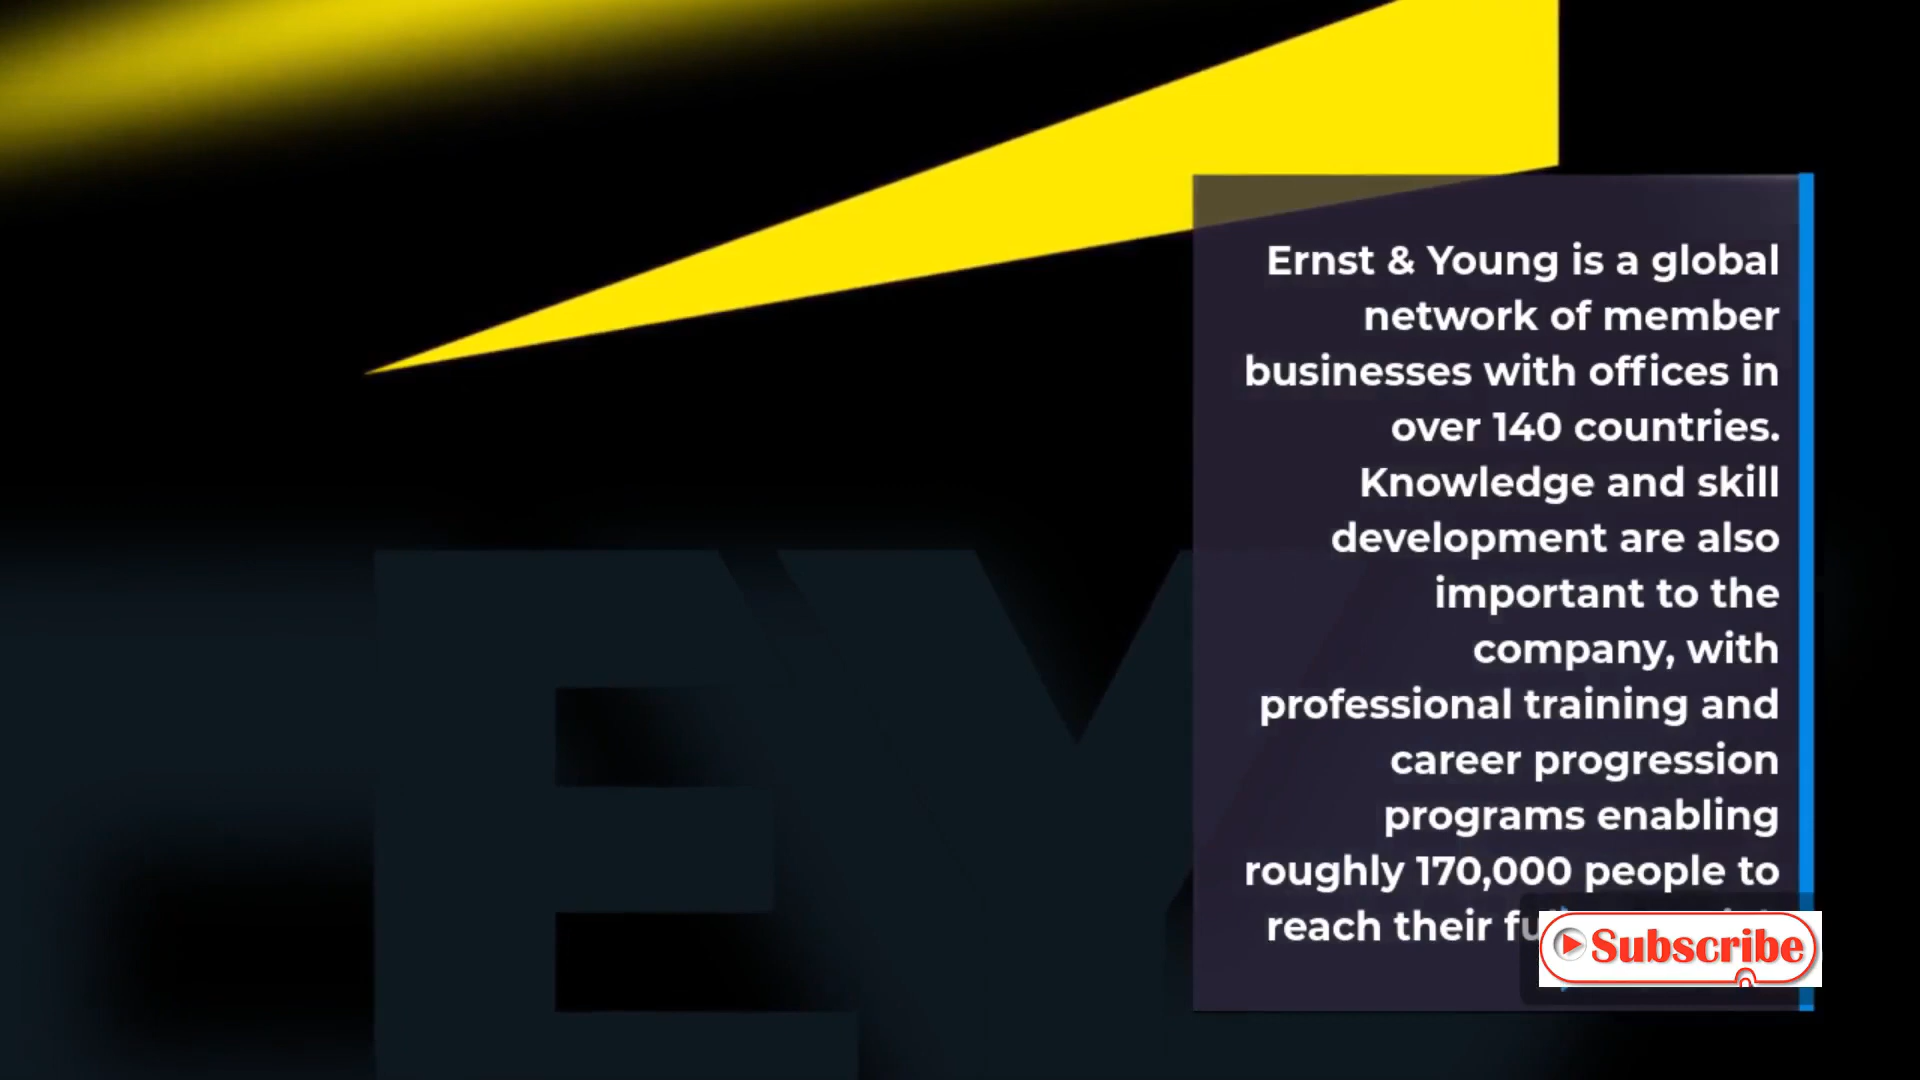 EY
Ernst & Young is a global
network of member
businesses with offices in
over 140 countries.
Knowledge and skill
development are also
important to the
company, with
professional training and
career progression
programs enabling
roughly 170,000 people to
reach their
Subscribe